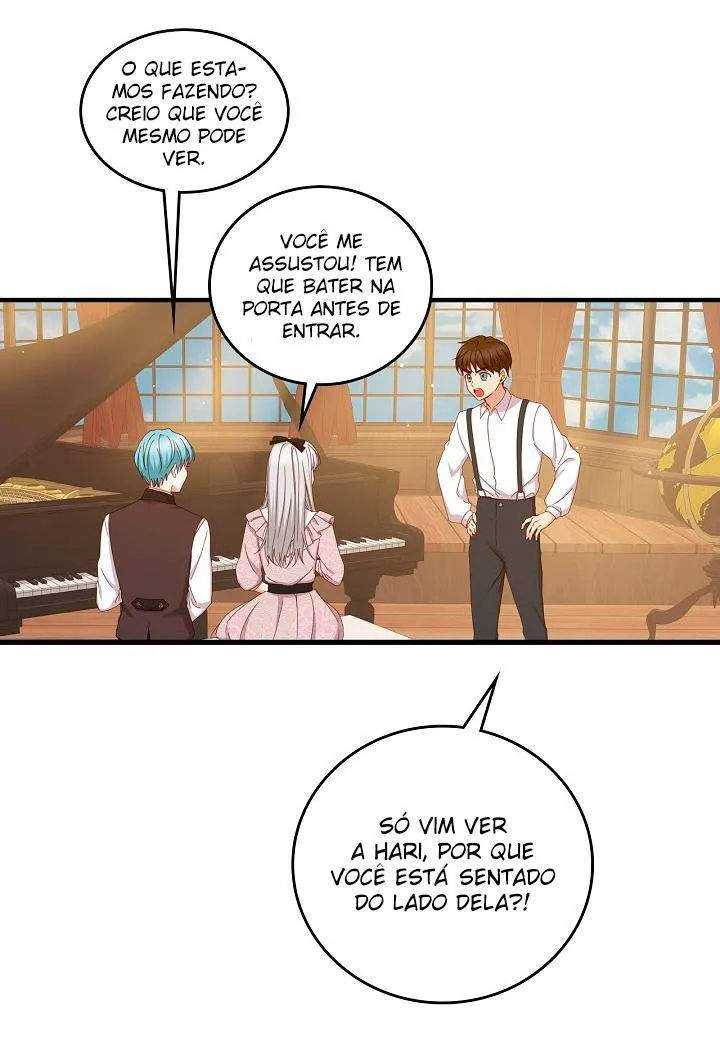 O QUE ESTA-
MOS FAZENDO?
CREIO QUE VOCÊ
MESMO PODE
VER.
VOCÊ ME
ASSUSTOU! TEM
QUE BATER NA
PORTA ANTES DE
ENTRAR.
SÓ VIM VER
A HARI, POR QUE
VOCÊ ESTÁ SENTADO
DO LADO DELA?!